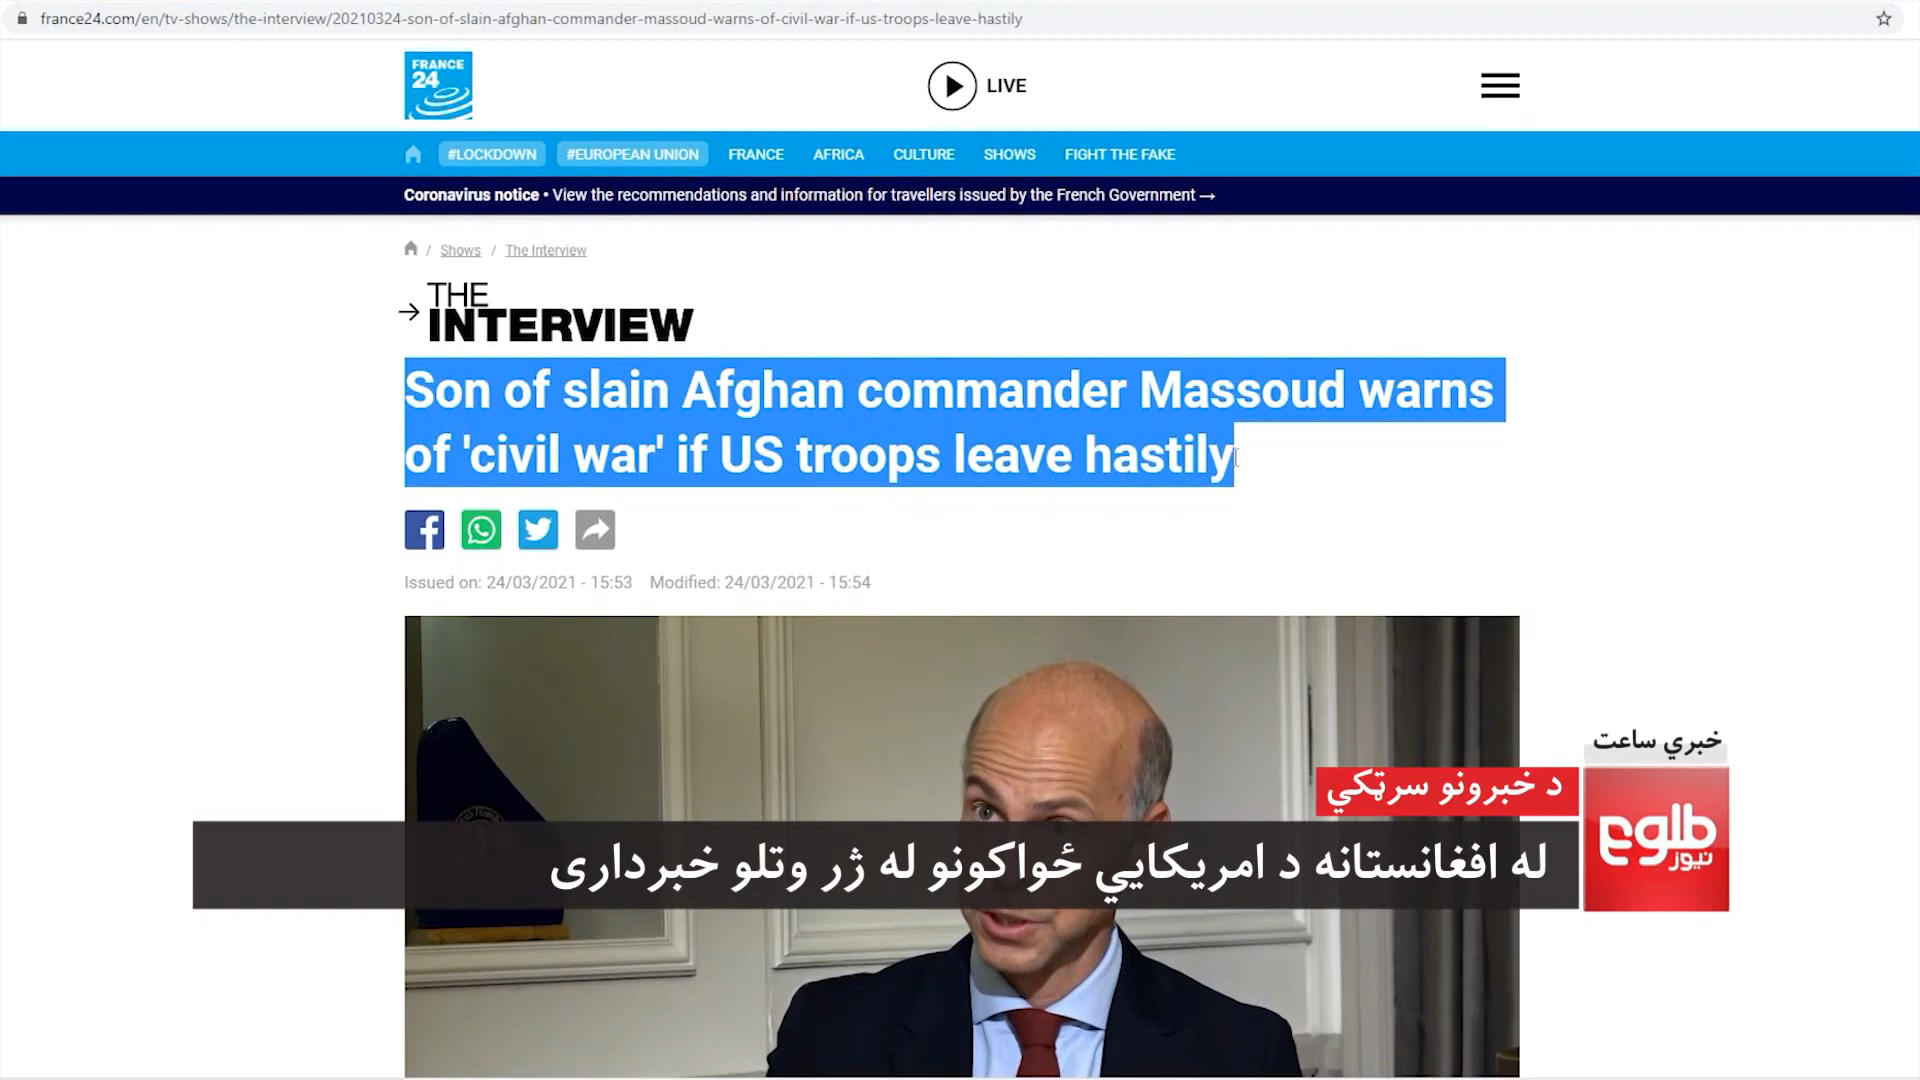 france24.com/en/tv-shows/the-interview/20210324-son-of-slain-afghan-commander-massoud-warns-of-civil-war-if-us-troops-leave-hastily
FRANCE
24
LIVE
#LOCKDOWN #EUROPEAN UNION FRANCE AFRICA CULTURE SHOWS FIGHT THE FAKE
Coronavirus notice • View the recommendations and information for travellers issued by the French Government →
/ Shows / The Interview
→ THE
INTERVIEW
Son of slain Afghan commander Massoud warns
of 'civil war' if US troops leave hastily
Issued on: 24/03/2021 - 15:53 Modified: 24/03/2021 - 15:54
خبري ساعت
د خبرونو سرټکي
طلوع
نیوز
له افغانستانه د امریکایي ځواکونو له ژر وتلو خبرداری